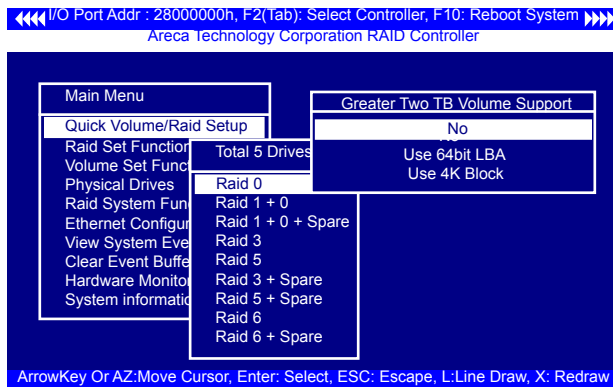 I/O Port Addr : 28000000h, F2(Tab): Select Controller, F10: Reboot System
Areca Technology Corporation RAID Controller
Main Menu
Quick Volume/Raid Setup
Raid Set Function
Volume Set Funct
Physical Drives
Raid System Fun
Ethernet Configur
View System Eve
Clear Event Buffe
Hardware Monitor
System informatic
Total 5 Drives
Raid 0
Raid 1 + 0
Raid 1 + 0 + Spare
Raid 3
Raid 5
Raid 3 + Spare
Raid 5 + Spare
Raid 6
Raid 6 + Spare
Greater Two TB Volume Support
No
Use 64bit LBA
Use 4K Block
ArrowKey Or AZ:Move Cursor, Enter: Select, ESC: Escape, L:Line Draw, X: Redraw